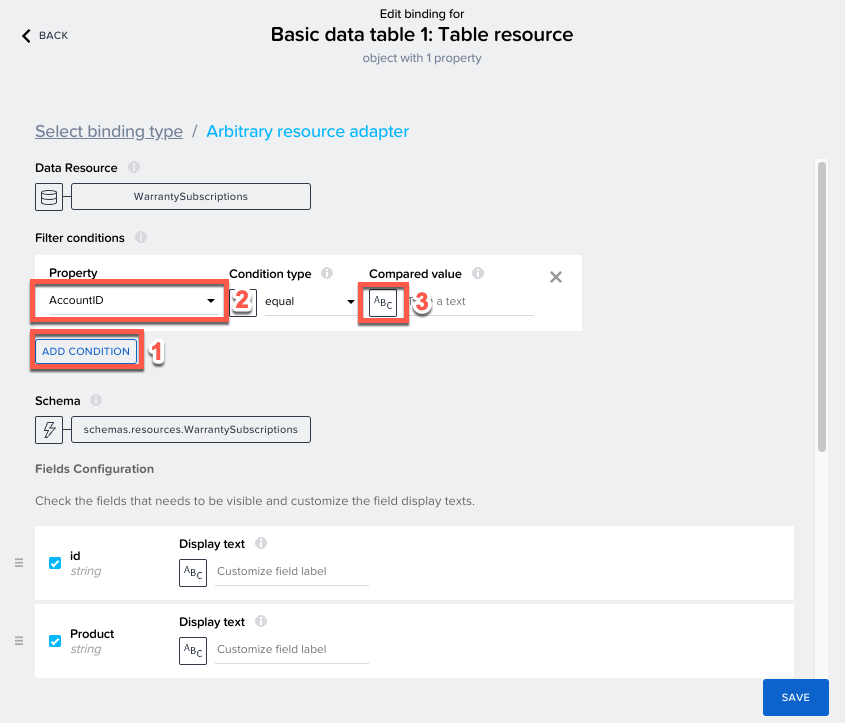 Edit binding for
BACK
Basic data table 1: Table resource
object with 1 property
Select binding type / Arbitrary resource adapter
Data Resource
WarrantySubscriptions
Filter conditions
Property Condition type Compared value
AccountID 2 equal ABC 3 a text
ADD CONDITION 1
Schema
schemas.resources.WarrantySubscriptions
Fields Configuration
Check the fields that needs to be visible and customize the field display texts.
Display text
id
string
ABC Customize field label
Display text
Product
string
ABC Customize field label
SAVE